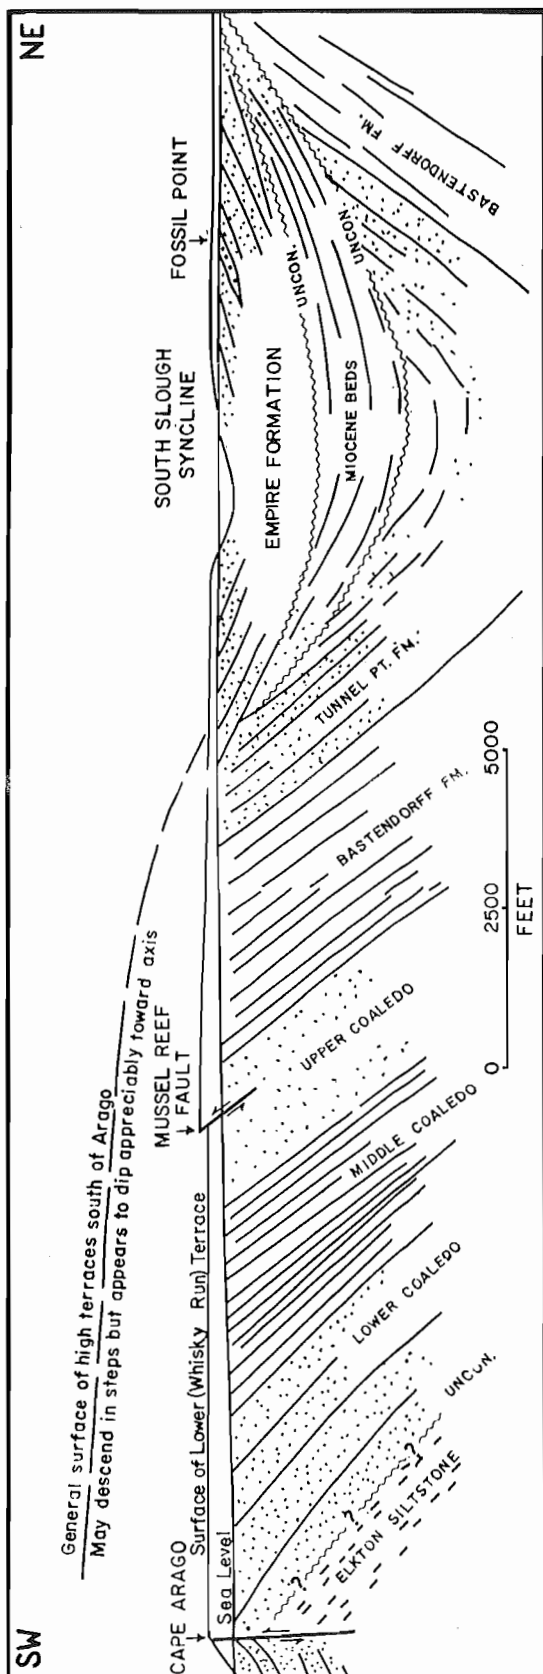 SW
NE
General surface of high terraces south of Arago
May descend in steps but appears to dip appreciably toward axis
CAPE ARAGO
Surface of Lower (Whisky Run) Terrace
Sea Level
MUSSEL REEF
FAULT
SOUTH SLOUGH
SYNCLINE
FOSSIL POINT
EMPIRE FORMATION
UNCON.
MIOCENE BEDS
UNCON
BASTENDORFF FM.
TUNNEL PT. FM.
BASTENDORFF FM.
UPPER COALEDO
MIDDLE COALEDO
LOWER COALEDO
UNCON.
? ? ?
ELKTON SILTSTONE
0 2500 5000
FEET